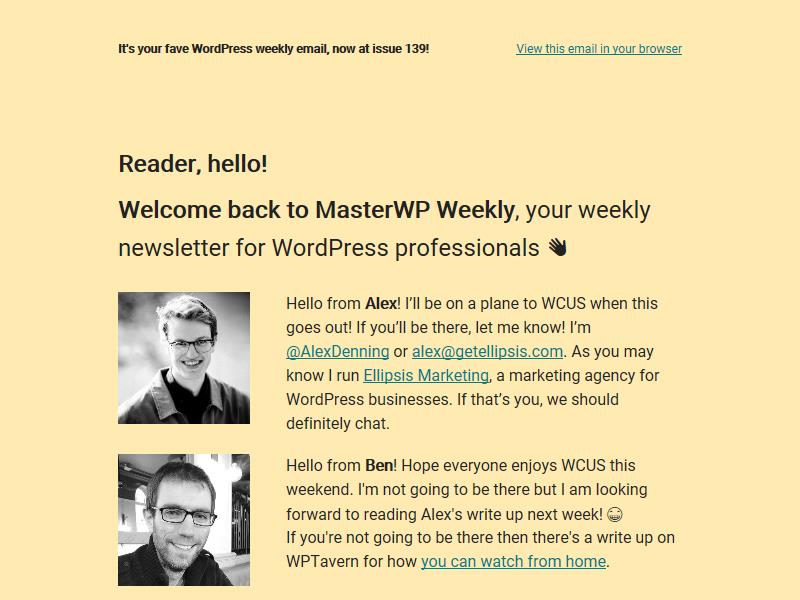 It's your fave WordPress weekly email, now at issue 139!
View this email in your browser
Reader, hello!
Welcome back to MasterWP Weekly, your weekly
newsletter for WordPress professionals 👋
Hello from Alex! I’ll be on a plane to WCUS when this
goes out! If you’ll be there, let me know! I’m
@AlexDenning or alex@getellipsis.com. As you may
know I run Ellipsis Marketing, a marketing agency for
WordPress businesses. If that’s you, we should
definitely chat.
Hello from Ben! Hope everyone enjoys WCUS this
weekend. I'm not going to be there but I am looking
forward to reading Alex's write up next week! 😁
If you're not going to be there then there's a write up on
WPTavern for how you can watch from home.